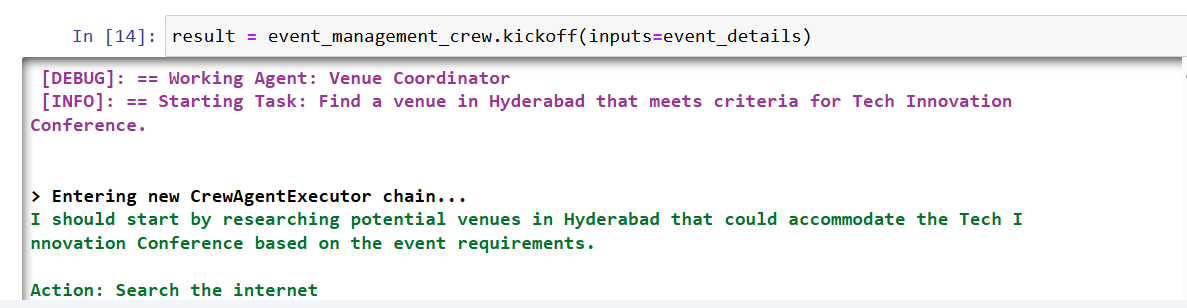 In [14]: result = event_management_crew.kickoff(inputs=event_details)
[DEBUG]: == Working Agent: Venue Coordinator
[INFO]: == Starting Task: Find a venue in Hyderabad that meets criteria for Tech Innovation
Conference.
> Entering new CrewAgentExecutor chain...
I should start by researching potential venues in Hyderabad that could accommodate the Tech I
nnovation Conference based on the event requirements.
Action: Search the internet